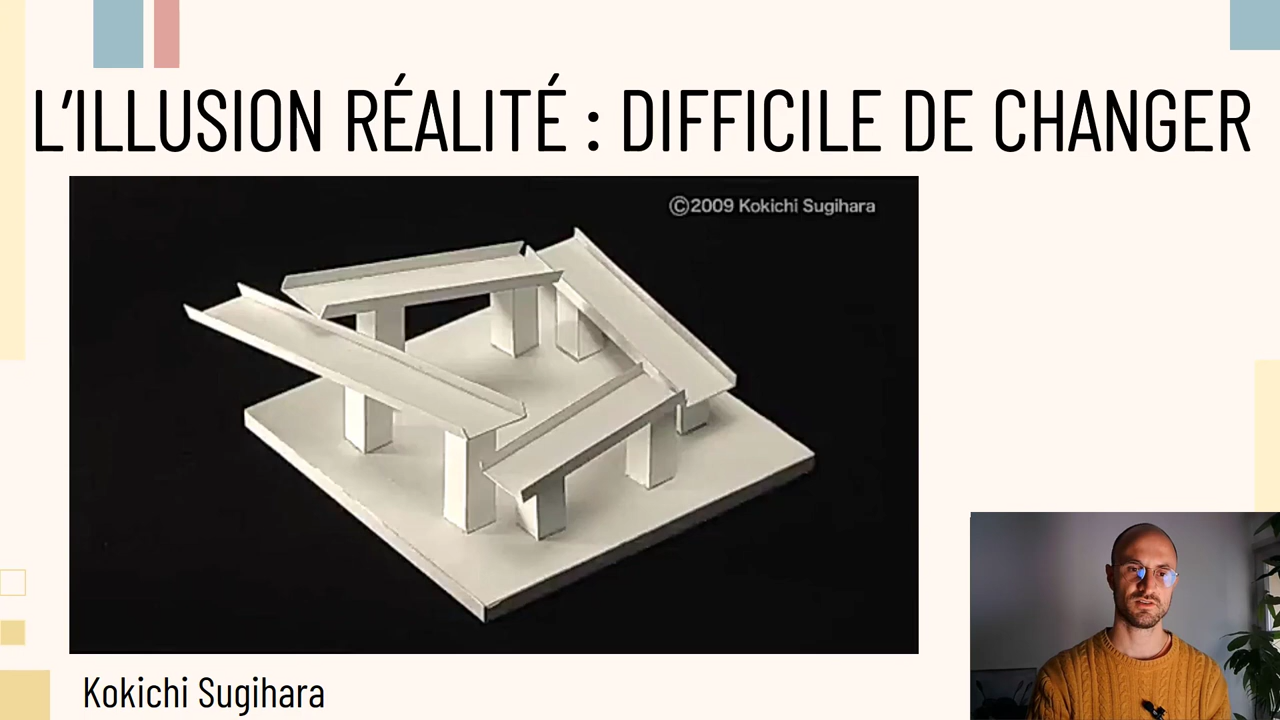 L'ILLUSION RÉALITÉ : DIFFICILE DE CHANGER
©2009 Kokichi Sugihara
Kokichi Sugihara